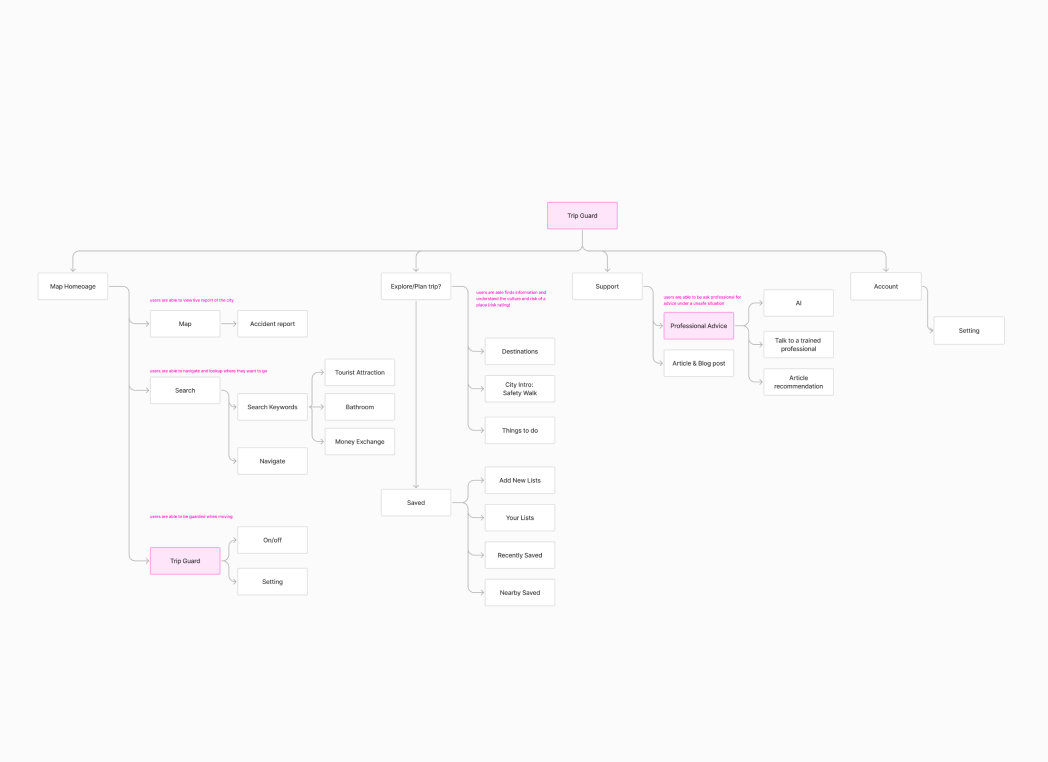 Trip Guard
Map Homeoage
Explore/Plan trip?
Support
Account
users are able to view live report of the city
Map
Accident report
users are able to navigate and lookup where they want to go
Search
Search Keywords
Tourist Attraction
Bathroom
Money Exchange
Navigate
users are able to be guarded when moving
Trip Guard
On/off
Setting
users are able finds information and
understand the culture and risk of a
place (risk rating)
Destinations
City Intro:
Safety Walk
Things to do
Saved
Add New Lists
Your Lists
Recently Saved
Nearby Saved
users are able to be ask professional for
advice under a unsafe situation
Professional Advice
Article & Blog post
AI
Talk to a trained
professional
Article
recommendation
Setting